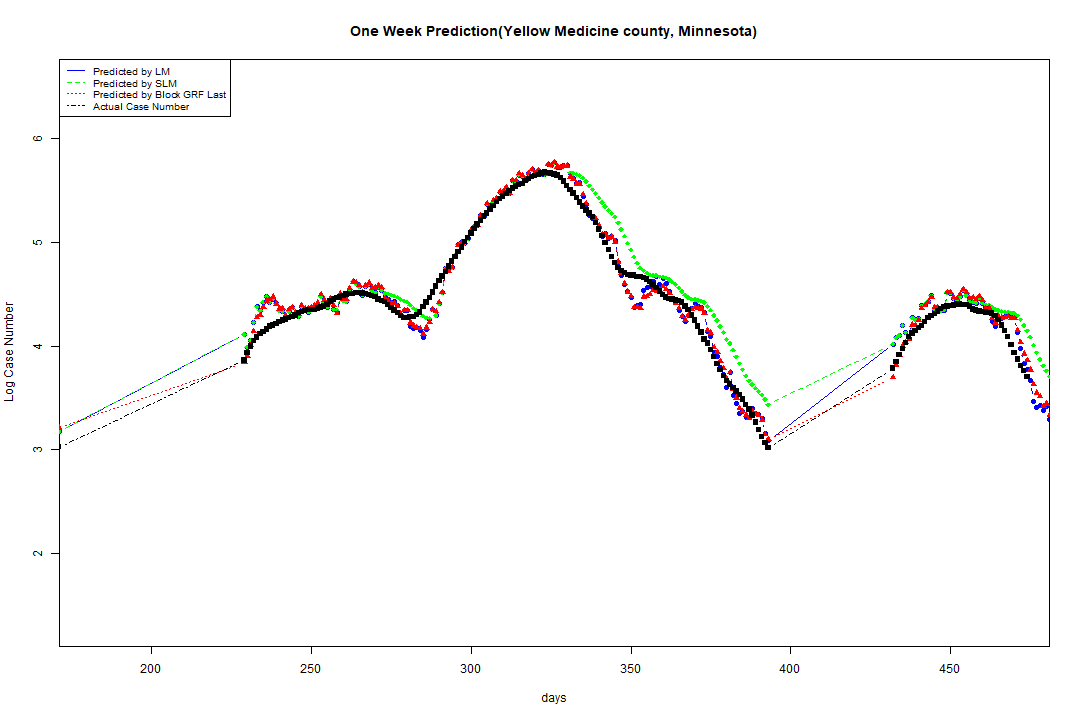 One Week Prediction(Yellow Medicine county, Minnesota)
Predicted by LM
Predicted by SLM
Predicted by Block GRF Last
Actual Case Number
Log Case Number
6
5
4
3
2
200 250 300 350 400 450
days